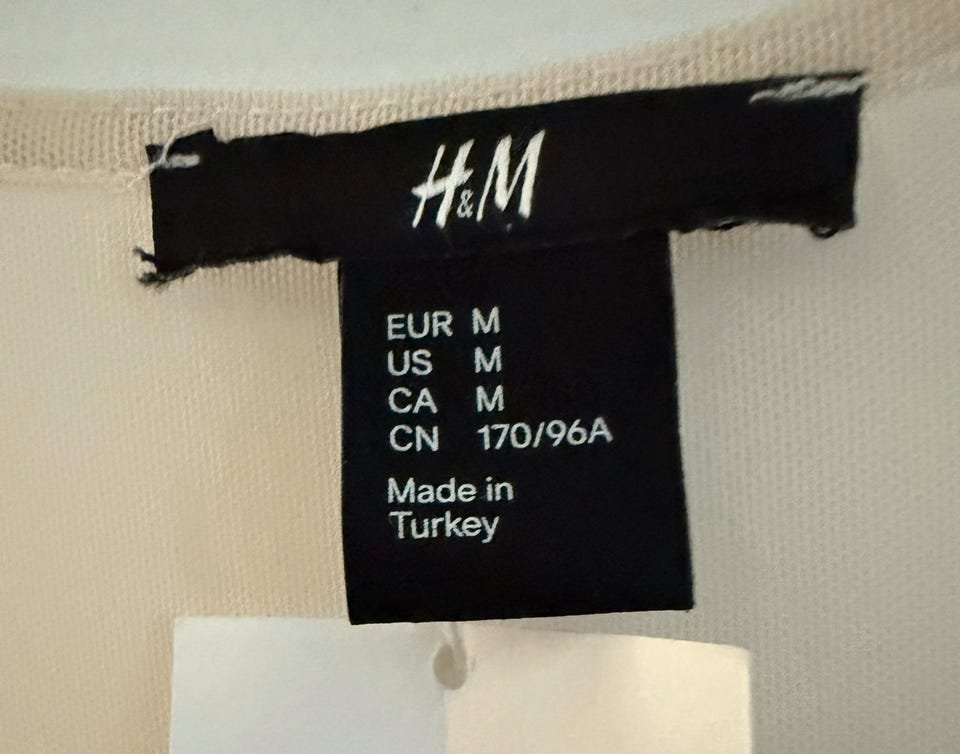 H&M
EUR M
US M
CA M
CN 170/96A
Made in
Turkey